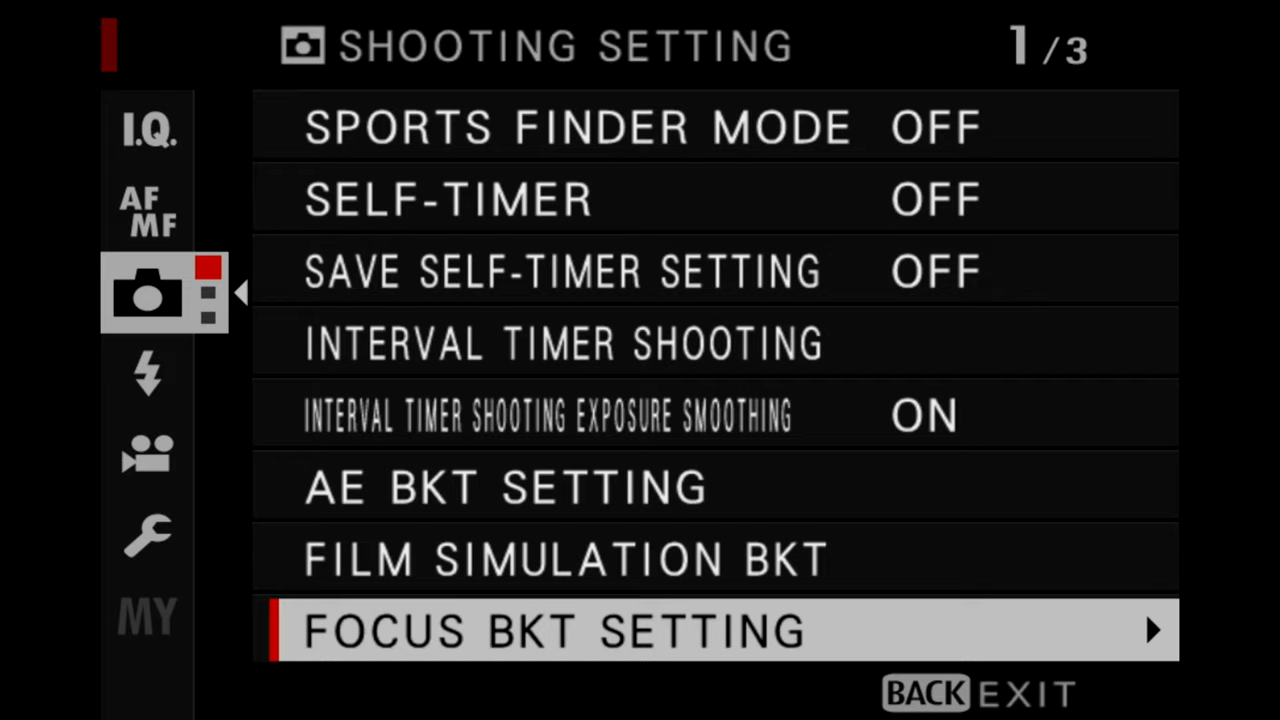 SHOOTING SETTING 1/3
I.Q.
SPORTS FINDER MODE OFF
AF
MF
SELF-TIMER OFF
SAVE SELF-TIMER SETTING OFF
INTERVAL TIMER SHOOTING
INTERVAL TIMER SHOOTING EXPOSURE SMOOTHING ON
AE BKT SETTING
FILM SIMULATION BKT
MY
FOCUS BKT SETTING
BACK EXIT